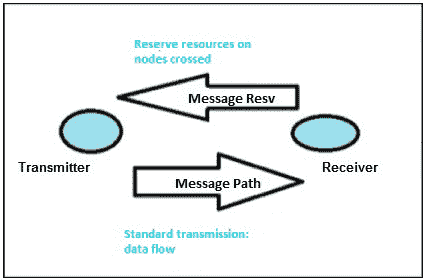 Reserve resources on
nodes crossed
Message Resv
Transmitter
Receiver
Message Path
Standard transmission:
data flow